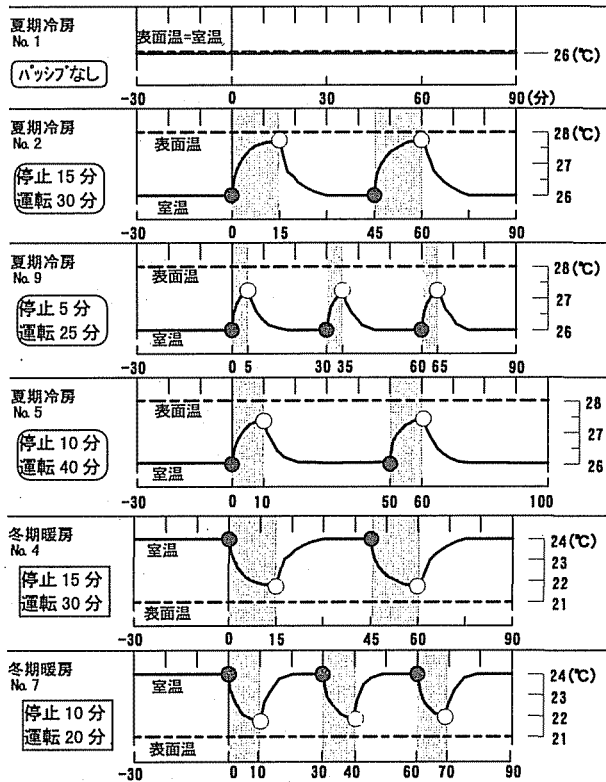 夏期冷房
No. 1
パッシブなし
表面温=室温
26(℃)
-30 0 30 60 90(分)
夏期冷房
No. 2
停止 15 分
運転 30 分
表面温
室温
28(℃)
27
26
-30 0 15 45 60 90
夏期冷房
No. 9
停止 5 分
運転 25 分
表面温
室温
28(℃)
27
26
-30 0 5 30 35 60 65 90
夏期冷房
No. 5
停止 10 分
運転 40 分
表面温
室温
28
27
26
-30 0 10 50 60 100
冬期暖房
No. 4
停止 15 分
運転 30 分
室温
表面温
24(℃)
23
22
21
-30 0 15 45 60 90
冬期暖房
No. 7
停止 10 分
運転 20 分
室温
表面温
24(℃)
23
22
21
-30 0 10 30 40 60 70 90